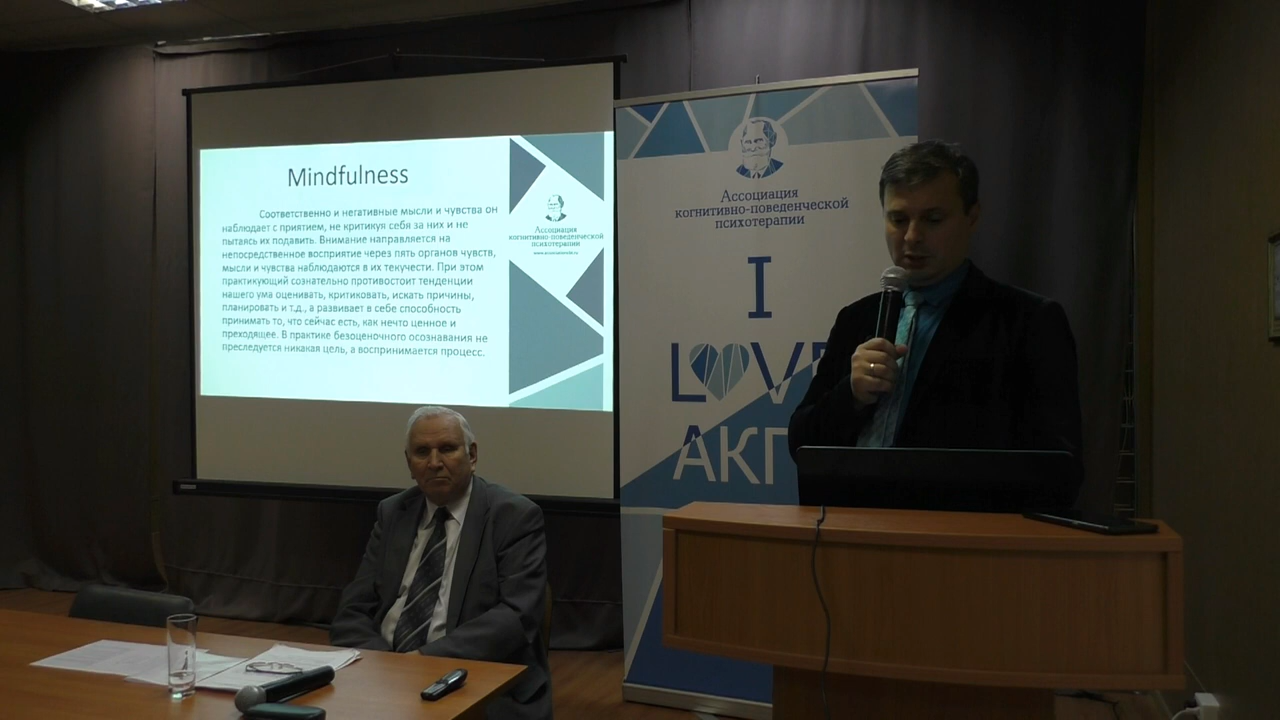 Mindfulness
Соответственно и негативные мысли и чувства он
наблюдает с приятием, не критикуя себя за них и не
пытаясь их подавить. Внимание направляется на
непосредственное восприятие через пять органов чувств,
мысли и чувства наблюдаются в их текучести. При этом
практикующий сознательно противостоит тенденции
нашего ума оценивать, критиковать, искать причины,
планировать и т.д., а развивает в себе способность
принимать то, что сейчас есть, как нечто ценное и
преходящее. В практике безоценочного осознавания не
преследуется никакая цель, а воспринимается процесс.
Ассоциация
когнитивно-поведенческой
психотерапии
Ассоциация
когнитивно-поведенческой
психотерапии
I
LOVE
АКП